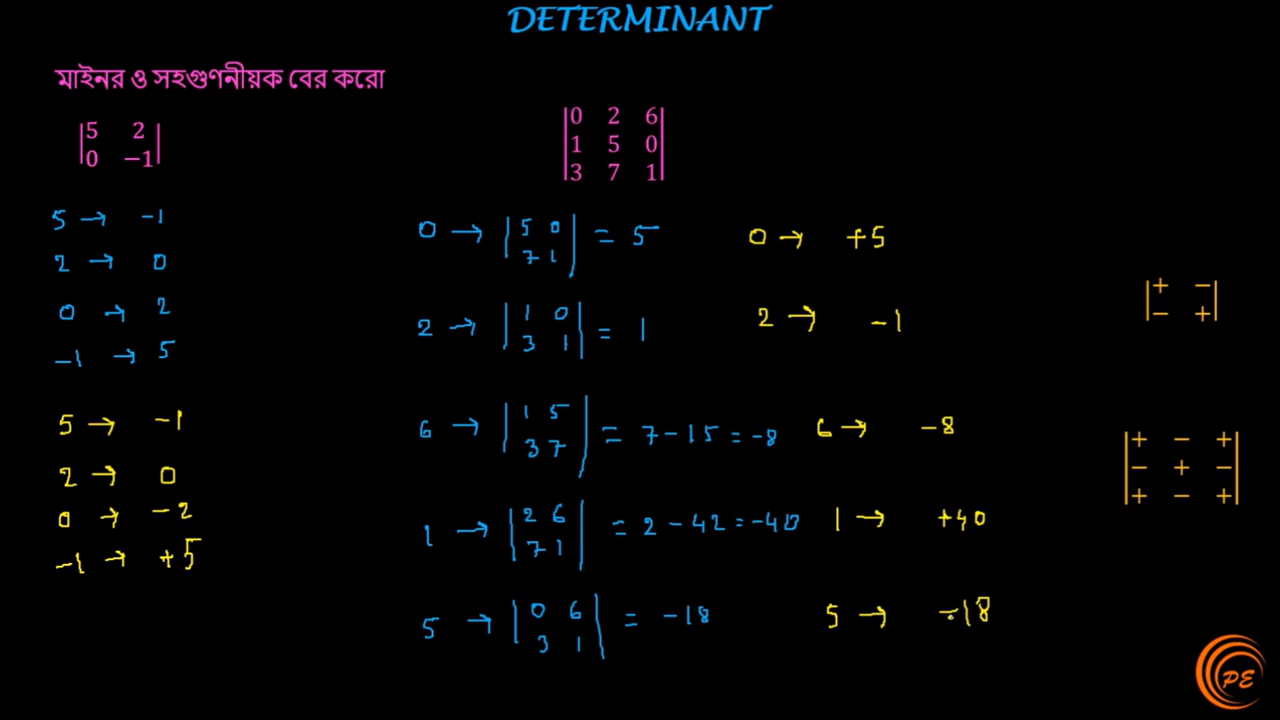 DETERMINANT
মাইনর ও সহগুণনীয়ক বের করো
|5 2|
|0 −1|
5 → -1
2 → 0
0 → 2
-1 → 5
5 → -1
2 → 0
0 → -2
-1 → +5
|0 2 6|
|1 5 0|
|3 7 1|
0 → |5 0| = 5
|7 1|
2 → |1 0| = 1
|3 1|
6 → |1 5| = 7-15 = -8
|3 7|
1 → |2 6| = 2-42 = -40
|7 1|
5 → |0 6| = -18
|3 1|
0 → +5
2 → -1
6 → -8
1 → +40
5 → -18
|+ −|
|− +|
|+ − +|
|− + −|
|+ − +|
PE